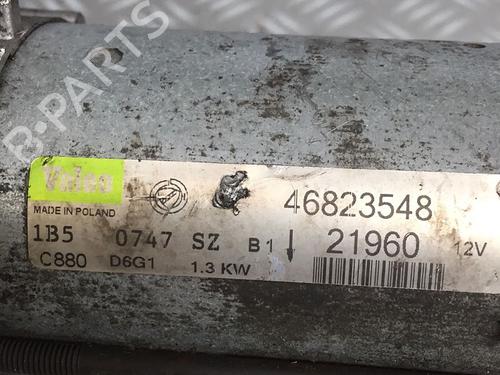 B-PARTS
Valeo
MADE IN POLAND
46823548
1B5 0747 SZ B1 21960 12V
C880 D6G1 1.3 KW